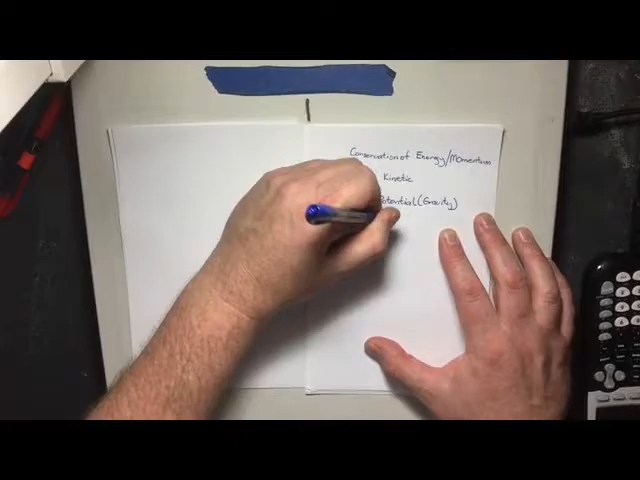 Conservation of Energy/Momentum
Kinetic
Potential (Gravity)